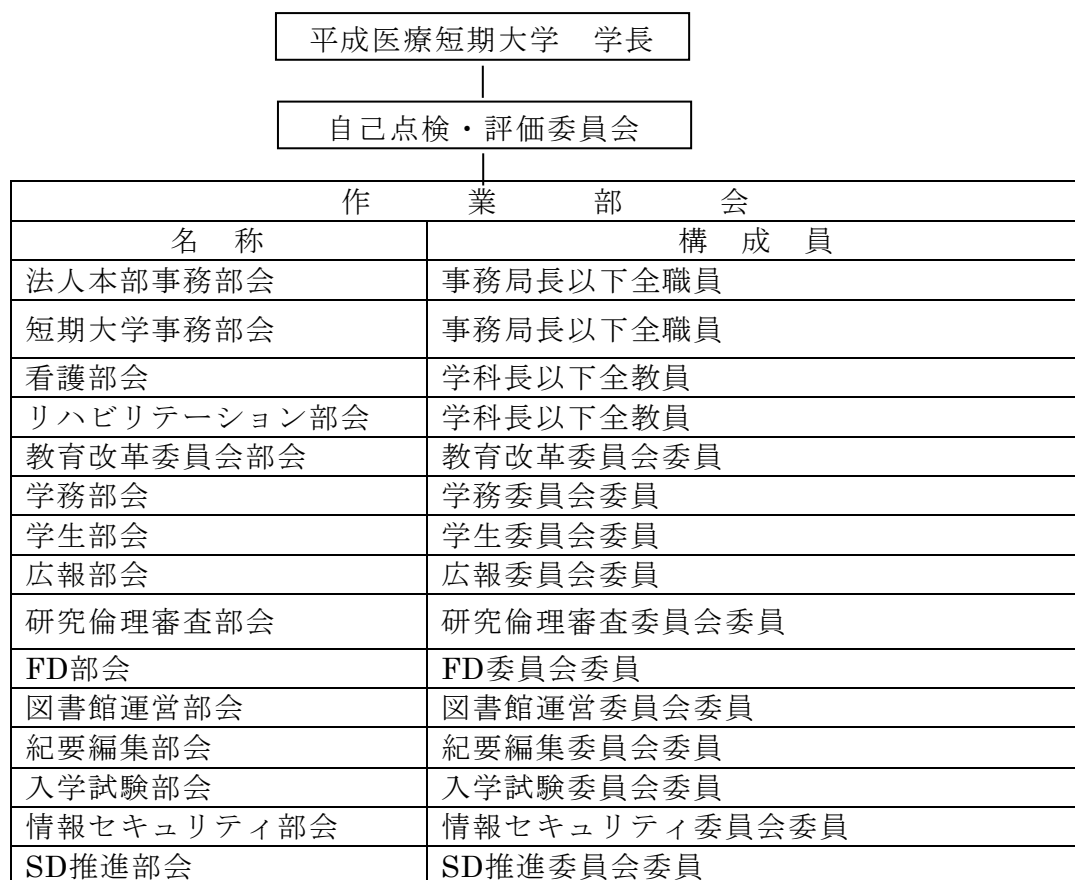 平成医療短期大学　学長
自己点検・評価委員会
作　業　部　会
名　称　構　成　員
法人本部事務部会　事務局長以下全職員
短期大学事務部会　事務局長以下全職員
看護部会　学科長以下全教員
リハビリテーション部会　学科長以下全教員
教育改革委員会部会　教育改革委員会委員
学務部会　学務委員会委員
学生部会　学生委員会委員
広報部会　広報委員会委員
研究倫理審査部会　研究倫理審査委員会委員
FD部会　FD委員会委員
図書館運営部会　図書館運営委員会委員
紀要編集部会　紀要編集委員会委員
入学試験部会　入学試験委員会委員
情報セキュリティ部会　情報セキュリティ委員会委員
SD推進部会　SD推進委員会委員